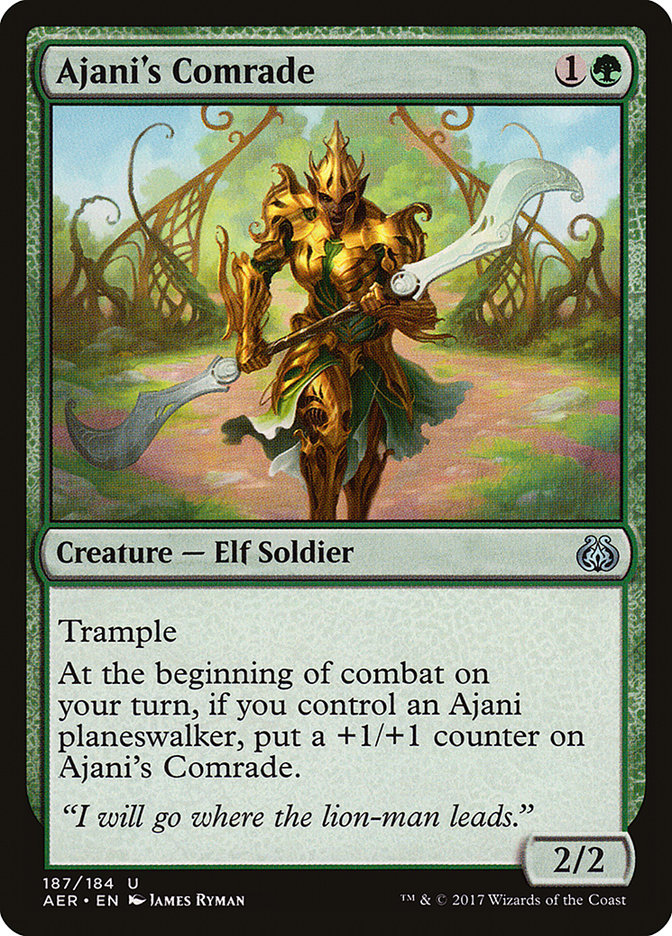 Ajani's Comrade 1
Creature — Elf Soldier
Trample
At the beginning of combat on
your turn, if you control an Ajani
planeswalker, put a +1/+1 counter on
Ajani's Comrade.
“I will go where the lion-man leads.”
2/2
187/184 U
AER • EN James Ryman
™ & © 2017 Wizards of the Coast